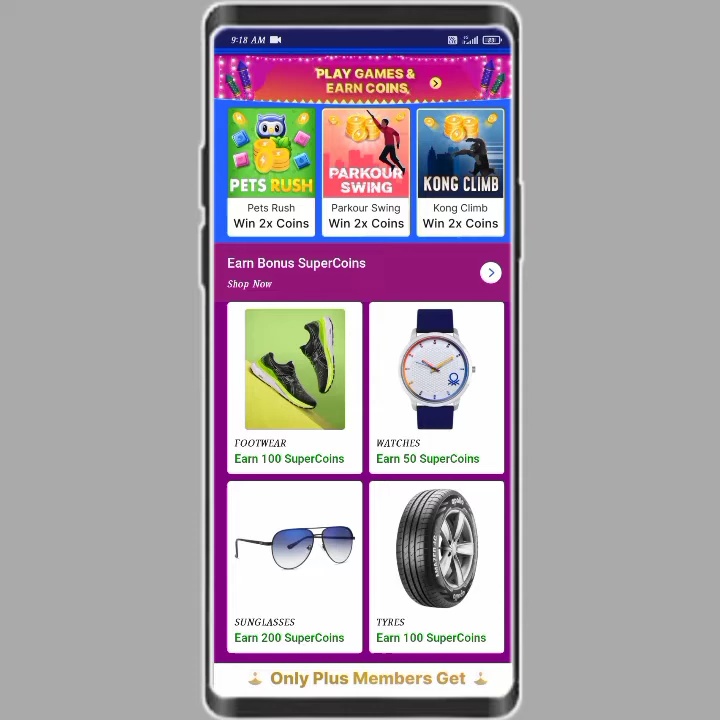 9:18 AM
PLAY GAMES &
EARN COINS
PETS RUSH
PARKOUR
SWING
KONG CLIMB
Pets Rush
Parkour Swing
Kong Climb
Win 2x Coins
Win 2x Coins
Win 2x Coins
Earn Bonus SuperCoins
Shop Now
FOOTWEAR
WATCHES
Earn 100 SuperCoins
Earn 50 SuperCoins
apollo
SUNGLASSES
TYRES
Earn 200 SuperCoins
Earn 100 SuperCoins
Only Plus Members Get